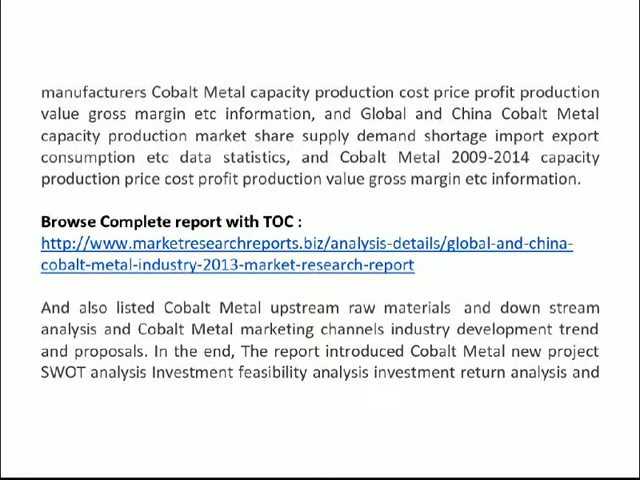 manufacturers Cobalt Metal capacity production cost price profit production
value gross margin etc information, and Global and China Cobalt Metal
capacity production market share supply demand shortage import export
consumption etc data statistics, and Cobalt Metal 2009-2014 capacity
production price cost profit production value gross margin etc information.
Browse Complete report with TOC :
http://www.marketresearchreports.biz/analysis-details/global-and-china-
cobalt-metal-industry-2013-market-research-report
And also listed Cobalt Metal upstream raw materials and down stream
analysis and Cobalt Metal marketing channels industry development trend
and proposals. In the end, The report introduced Cobalt Metal new project
SWOT analysis Investment feasibility analysis investment return analysis and